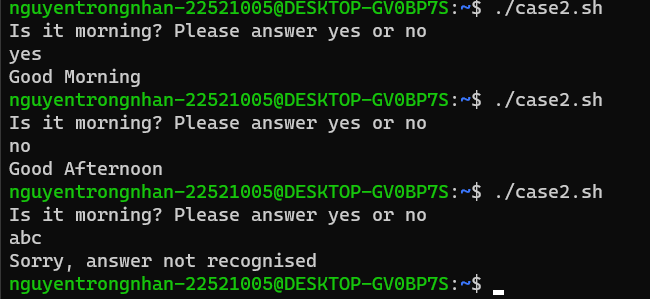 nguyentrongnhan-22521005@DESKTOP-GV0BP7S:~$ ./case2.sh
Is it morning? Please answer yes or no
yes
Good Morning
nguyentrongnhan-22521005@DESKTOP-GV0BP7S:~$ ./case2.sh
Is it morning? Please answer yes or no
no
Good Afternoon
nguyentrongnhan-22521005@DESKTOP-GV0BP7S:~$ ./case2.sh
Is it morning? Please answer yes or no
abc
Sorry, answer not recognised
nguyentrongnhan-22521005@DESKTOP-GV0BP7S:~$